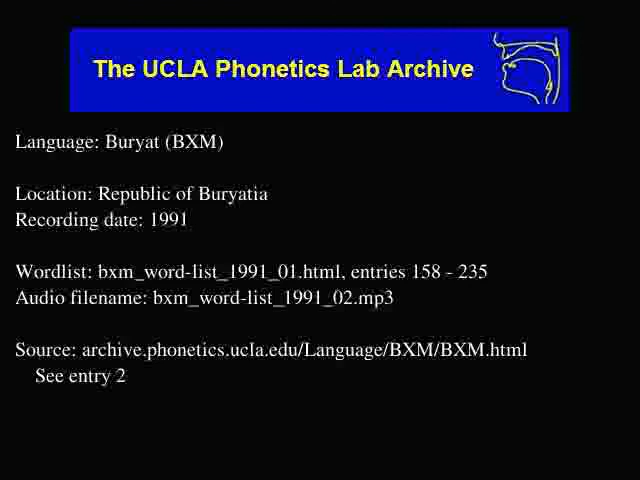 The UCLA Phonetics Lab Archive
Language: Buryat (BXM)
Location: Republic of Buryatia
Recording date: 1991
Wordlist: bxm_word-list_1991_01.html, entries 158 - 235
Audio filename: bxm_word-list_1991_02.mp3
Source: archive.phonetics.ucla.edu/Language/BXM/BXM.html
See entry 2